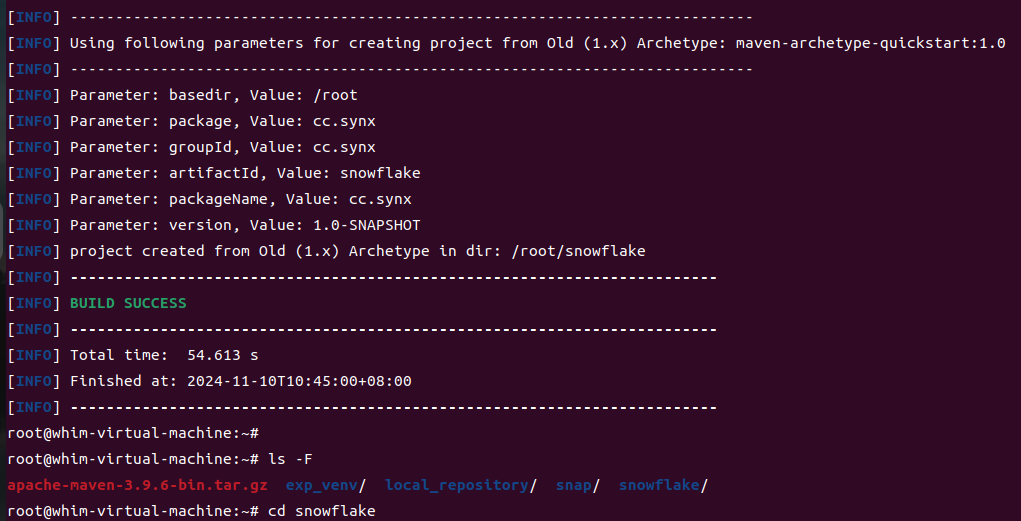 [INFO] ----------------------------------------------------------------------------
[INFO] Using following parameters for creating project from Old (1.x) Archetype: maven-archetype-quickstart:1.0
[INFO] ----------------------------------------------------------------------------
[INFO] Parameter: basedir, Value: /root
[INFO] Parameter: package, Value: cc.synx
[INFO] Parameter: groupId, Value: cc.synx
[INFO] Parameter: artifactId, Value: snowflake
[INFO] Parameter: packageName, Value: cc.synx
[INFO] Parameter: version, Value: 1.0-SNAPSHOT
[INFO] project created from Old (1.x) Archetype in dir: /root/snowflake
[INFO] ------------------------------------------------------------------------
[INFO] BUILD SUCCESS
[INFO] ------------------------------------------------------------------------
[INFO] Total time:  54.613 s
[INFO] Finished at: 2024-11-10T10:45:00+08:00
[INFO] ------------------------------------------------------------------------
root@whim-virtual-machine:~#
root@whim-virtual-machine:~# ls -F
apache-maven-3.9.6-bin.tar.gz  exp_venv/  local_repository/  snap/  snowflake/
root@whim-virtual-machine:~# cd snowflake